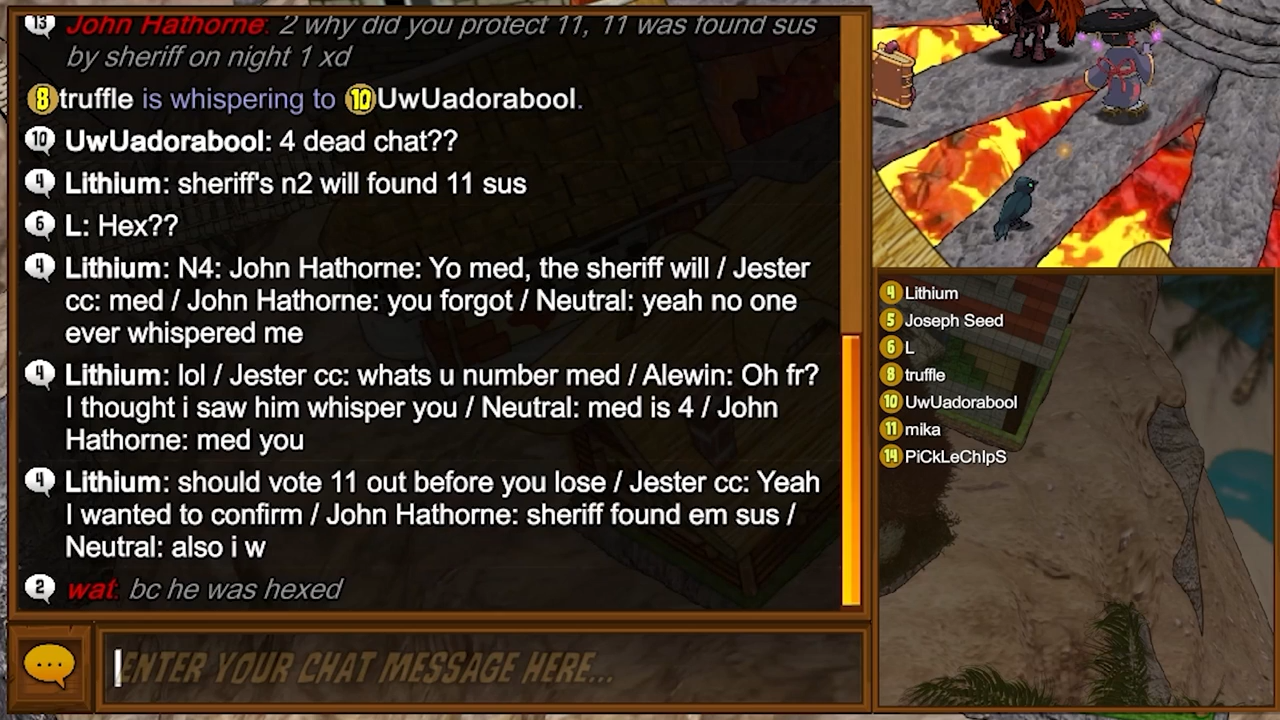 13 John Hathorne: 2 why did you protect 11, 11 was found sus
by sheriff on night 1 xd
8 truffle is whispering to 10 UwUadorabool.
10 UwUadorabool: 4 dead chat??
4 Lithium: sheriff's n2 will found 11 sus
6 L: Hex??
4 Lithium: N4: John Hathorne: Yo med, the sheriff will / Jester
cc: med / John Hathorne: you forgot / Neutral: yeah no one
ever whispered me
4 Lithium: lol / Jester cc: whats u number med / Alewin: Oh fr?
I thought i saw him whisper you / Neutral: med is 4 / John
Hathorne: med you
4 Lithium: should vote 11 out before you lose / Jester cc: Yeah
I wanted to confirm / John Hathorne: sheriff found em sus /
Neutral: also i w
2 wat: bc he was hexed
ENTER YOUR CHAT MESSAGE HERE...
4 Lithium
5 Joseph Seed
6 L
8 truffle
10 UwUadorabool
11 mika
14 PiCkLeChIpS